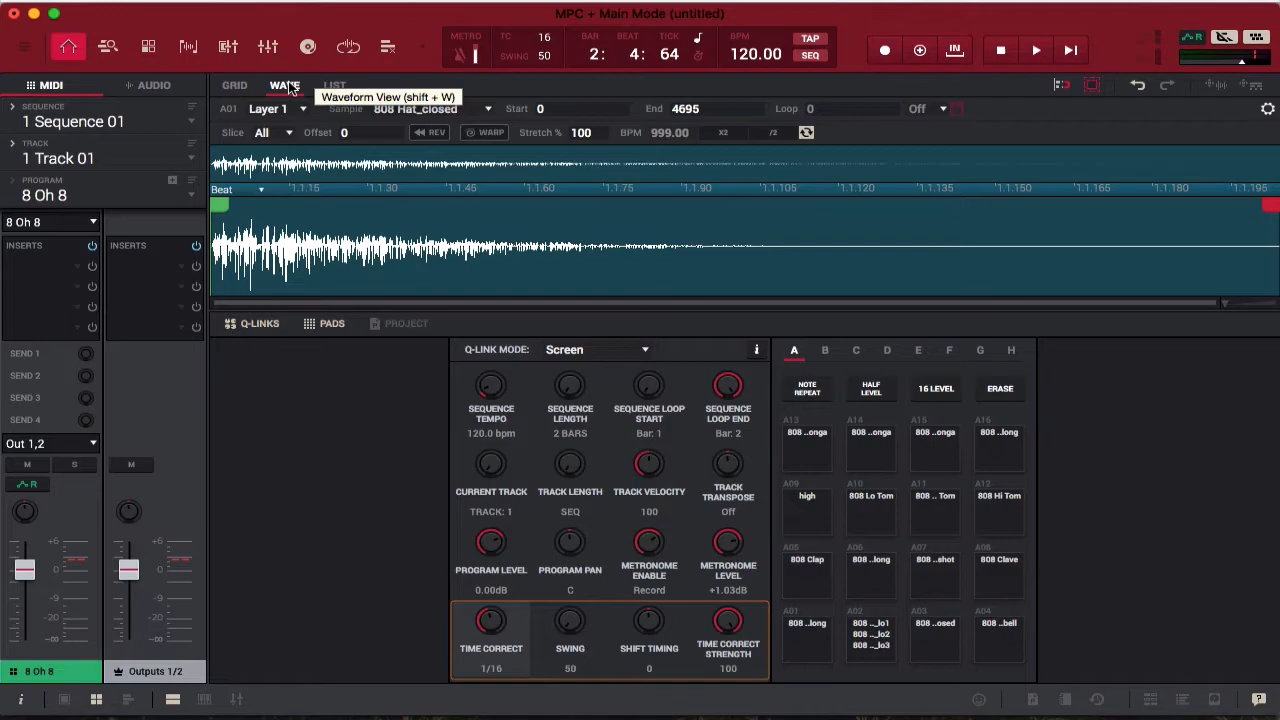 MPC + Main Mode (untitled)
METRO
TC 16
SWING 50
BAR BEAT TICK
2: 4: 64
120.00
TAP
SEQ
R
MIDI
AUDIO
GRID
LIST
Waveform View (shift + W)
SEQUENCE
1 Sequence 01
TRACK
1 Track 01
PROGRAM
8 Oh 8
A01 Layer 1 Sample 808 Hat_closed Start 0 End 4695 Loop 0 Off
Slice All Offset 0 REV WARP Stretch % 100 BPM 999.00 X2 /2
Beat 1.1.15 1.1.30 1.1.45 1.1.60 1.1.75 1.1.90 1.1.105 1.1.120 1.1.135 1.1.150 1.1.165 1.1.180 1.1.195
8 Oh 8
INSERTS
INSERTS
SEND 1
SEND 2
SEND 3
SEND 4
Out 1,2
M S M
R
+6 +6
0 0
-9 -9
-20 -20
-∞ -∞
8 Oh 8
Outputs 1/2
Q-LINKS PADS PROJECT
Q-LINK MODE: Screen i
SEQUENCE TEMPO
120.0 bpm
SEQUENCE LENGTH
2 BARS
SEQUENCE LOOP START
Bar: 1
SEQUENCE LOOP END
Bar: 2
CURRENT TRACK
TRACK: 1
TRACK LENGTH
SEQ
TRACK VELOCITY
100
TRACK TRANSPOSE
Off
PROGRAM LEVEL
0.00dB
PROGRAM PAN
C
METRONOME ENABLE
Record
METRONOME LEVEL
+1.03dB
TIME CORRECT
1/16
SWING
50
SHIFT TIMING
0
TIME CORRECT STRENGTH
100
A B C D E F G H
NOTE REPEAT
HALF LEVEL
16 LEVEL
ERASE
A13 A14 A15 A16
808 ..onga 808 ..onga 808 ..onga 808 ..long
A09 A10 A11 A12
high 808 Lo Tom 808 .. Tom 808 Hi Tom
A05 A06 A07 A08
808 Clap 808 ..long 808 ..shot 808 Clave
A01 A02 A03 A04
808 ..long 808 .._lo1 808 ..osed 808 ..bell
808 .._lo2
808 .._lo3